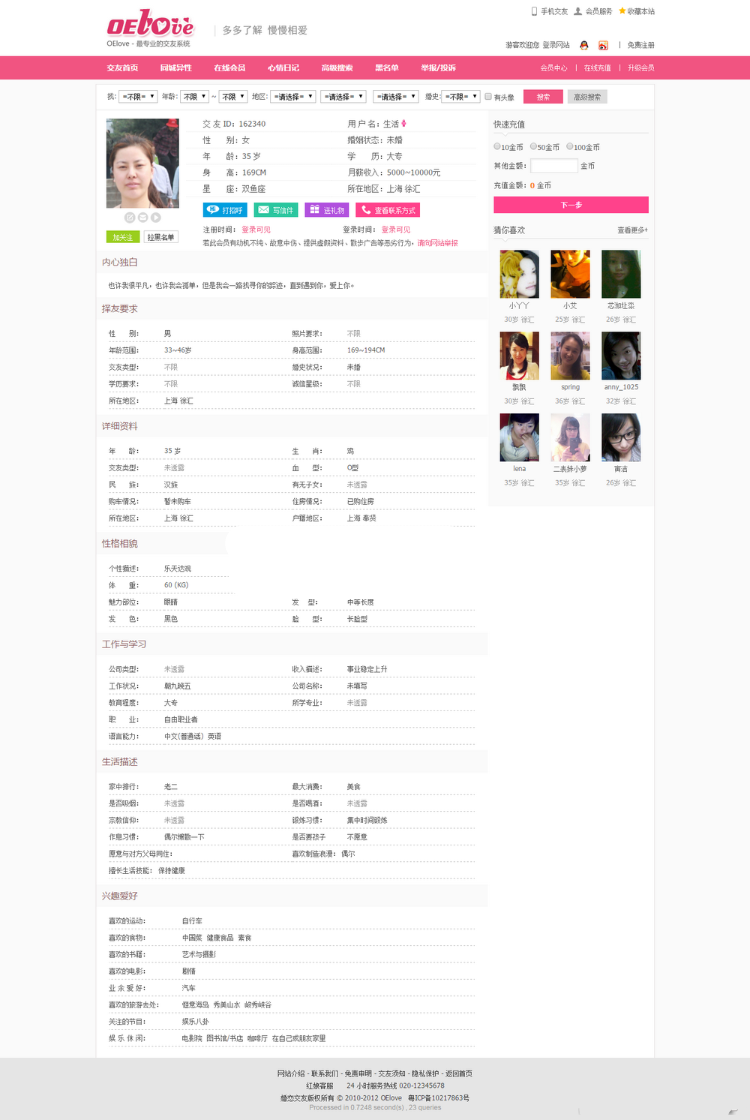 手机交友 会员服务 收藏本站
OElove
OElove - 最专业的交友系统
多多了解 慢慢相爱
游客欢迎您 登录网站 | 免费注册
交友首页 同城异性 在线会员 心情日记 高级搜索 黑名单 举报/投诉 会员中心 | 在线充值 | 升级会员
找: =不限= 年龄: 不限 ~ 不限 地区: =请选择= =请选择= =请选择= 婚史: =不限= 有头像 搜索 高级搜索
交 友 ID: 162340 用 户 名: 生活
性 别: 女 婚姻状态: 未婚
年 龄: 35 岁 学 历: 大专
身 高: 169CM 月薪收入: 5000~10000元
星 座: 双鱼座 所在地区: 上海 徐汇
打招呼 写信件 送礼物 查看联系方式
加关注 拉黑名单
注册时间: 登录可见 登录时间: 登录可见
若此会员有动机不纯、故意中伤、提供虚假资料、散步广告等恶劣行为, 请向网站举报
内心独白
也许我很平凡,也许我会孤单,但是我会一路找寻你的踪迹,直到遇到你,爱上你。
择友要求
性 别: 男 照片要求: 不限
年龄范围: 33~46岁 身高范围: 169~194CM
交友类型: 不限 婚史状况: 未婚
学历要求: 不限 诚信星级: 不限
所在地区: 上海 徐汇
详细资料
年 龄: 35 岁 生 肖: 鸡
交友类型: 未透露 血 型: O型
民 族: 汉族 有无子女: 未透露
购车情况: 暂未购车 住房情况: 已购住房
所在地区: 上海 徐汇 户籍地区: 上海 奉贤
性格相貌
个性描述: 乐天达观
体 重: 60 (KG)
魅力部位: 眼睛 发 型: 中等长度
发 色: 黑色 脸 型: 长脸型
工作与学习
公司类型: 未透露 收入描述: 事业稳定上升
工作状况: 朝九晚五 公司名称: 未填写
教育程度: 大专 所学专业: 未透露
职 业: 自由职业者
语言能力: 中文(普通话) 英语
生活描述
家中排行: 老二 最大消费: 美食
是否吸烟: 未透露 是否喝酒: 未透露
宗教信仰: 未透露 锻炼习惯: 集中时间锻炼
作息习惯: 偶尔懒散一下 是否要孩子 不愿意
愿意与对方父母同住: 喜欢制造浪漫: 偶尔
擅长生活技能: 保持健康
兴趣爱好
喜欢的运动: 自行车
喜欢的食物: 中国菜 健康食品 素食
喜欢的书籍: 艺术与摄影
喜欢的电影: 剧情
业 余 爱 好: 汽车
喜欢的旅游去处: 惬意海岛 秀美山水 峻秀峡谷
关注的节目: 娱乐八卦
娱 乐 休 闲: 电影院 图书馆/书店 咖啡厅 在自己或朋友家里
快速充值
10金币 50金币 100金币
其他金额: 金币
充值金额: 0 金币
下一步
猜你喜欢 查看更多+
小丫丫 小艾
30岁 徐汇 25岁 徐汇 26岁 徐汇
飘飘 spring anny_1025
30岁 徐汇 36岁 徐汇 32岁 徐汇
lena 二表妹小萝
35岁 徐汇 35岁 徐汇 26岁 徐汇
网站介绍 - 联系我们 - 免责申明 - 交友须知 - 隐私保护 - 返回首页
红娘客服 24 小时服务热线 020-12345678
婚恋交友版权所有 © 2010-2012 OElove 粤ICP备10217863号
Processed in 0.7248 second(s) , 23 queries